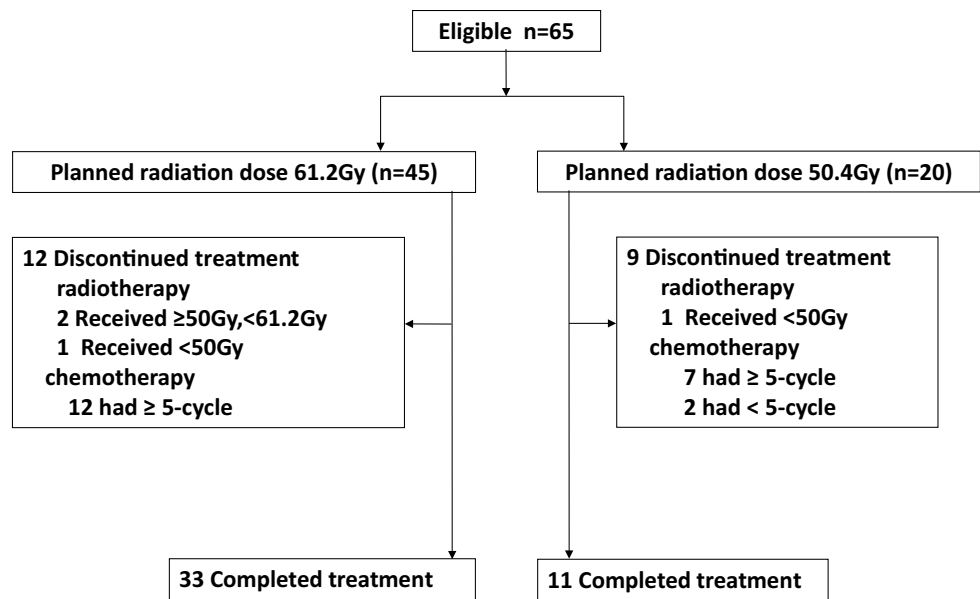 Eligible n=65
Planned radiation dose 61.2Gy (n=45)
Planned radiation dose 50.4Gy (n=20)
12 Discontinued treatment
radiotherapy
2 Received ≥50Gy,<61.2Gy
1 Received <50Gy
chemotherapy
12 had ≥ 5-cycle
9 Discontinued treatment
radiotherapy
1 Received <50Gy
chemotherapy
7 had ≥ 5-cycle
2 had < 5-cycle
33 Completed treatment
11 Completed treatment